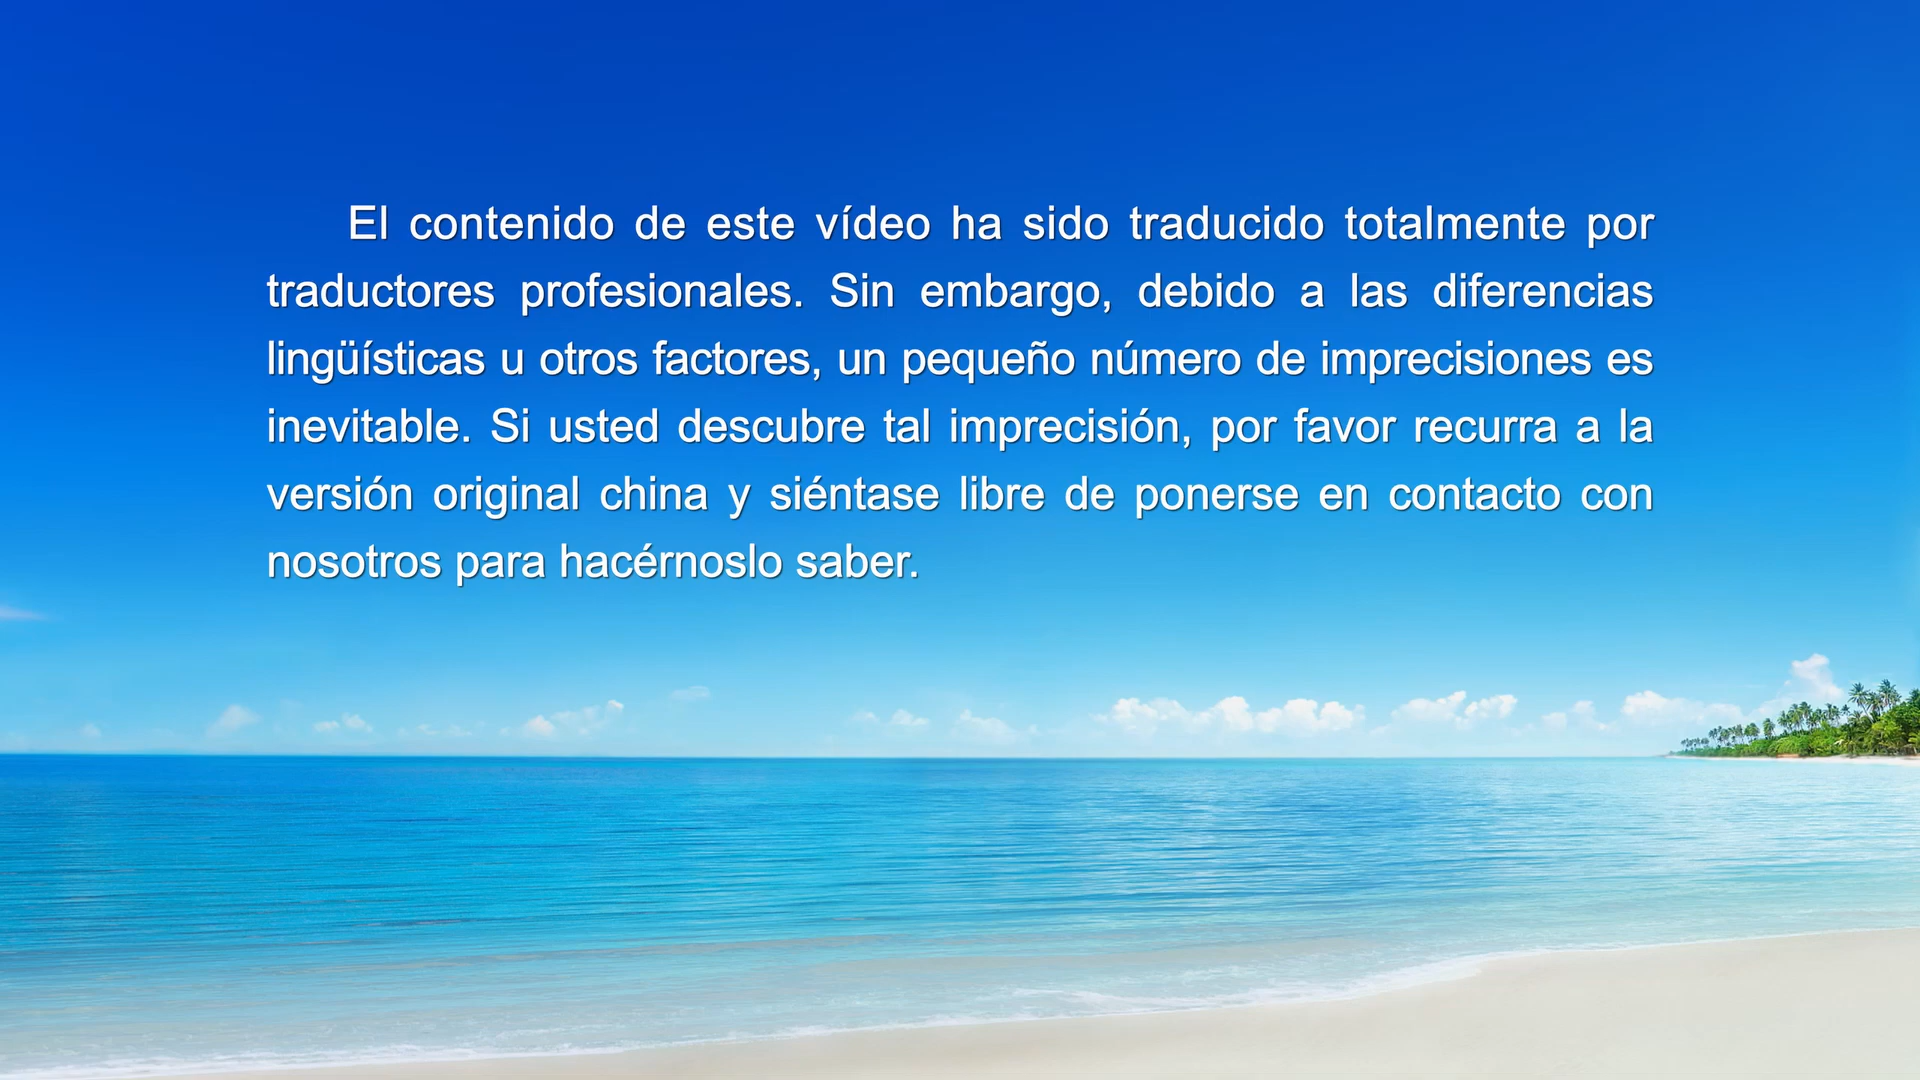 El contenido de este vídeo ha sido traducido totalmente por
traductores profesionales. Sin embargo, debido a las diferencias
lingüísticas u otros factores, un pequeño número de imprecisiones es
inevitable. Si usted descubre tal imprecisión, por favor recurra a la
versión original china y siéntase libre de ponerse en contacto con
nosotros para hacérnoslo saber.